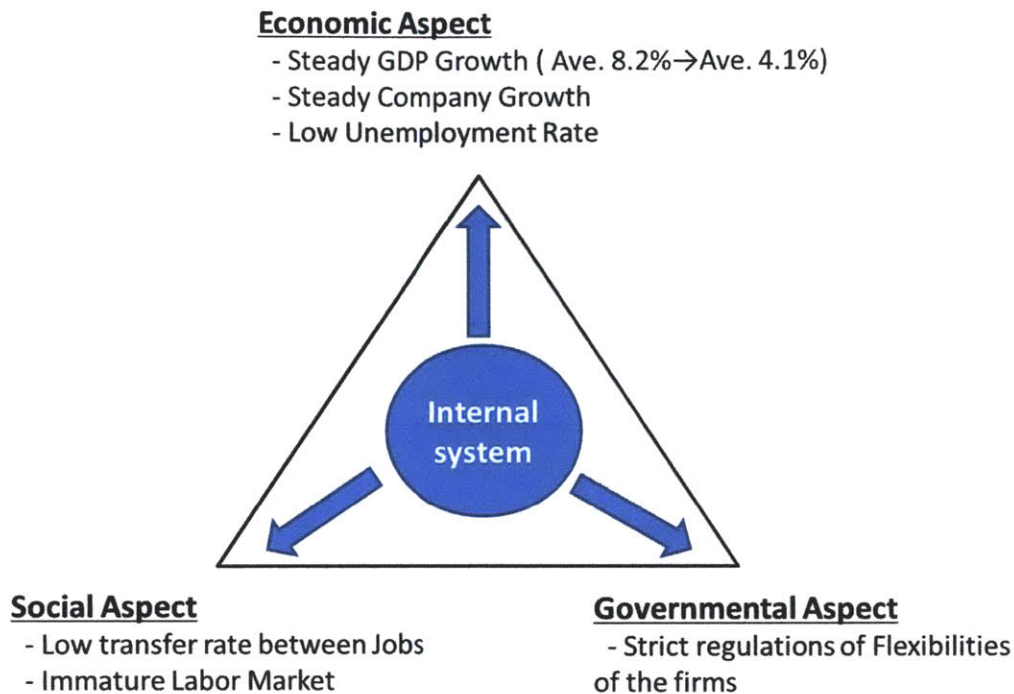 Economic Aspect
- Steady GDP Growth ( Ave. 8.2%→Ave. 4.1%)
- Steady Company Growth
- Low Unemployment Rate
Internal
system
Social Aspect
- Low transfer rate between Jobs
- Immature Labor Market
Governmental Aspect
- Strict regulations of Flexibilities
of the firms